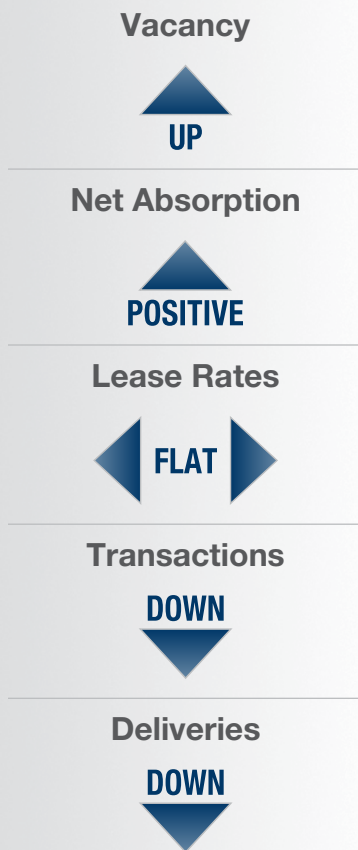 Vacancy
UP
Net Absorption
POSITIVE
Lease Rates
FLAT
Transactions
DOWN
Deliveries
DOWN